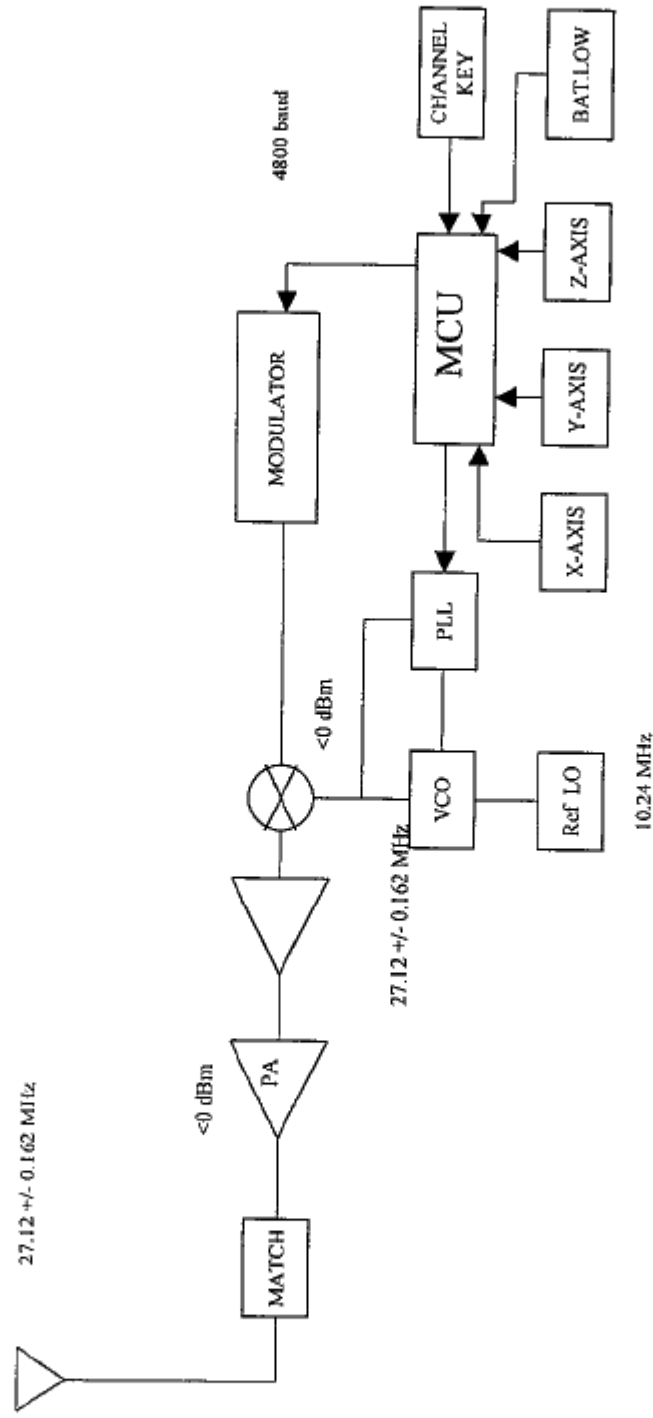 27.12 +/- 0.162 MHz
<0 dBm
MATCH
PA
MODULATOR
4800 baud
<0 dBm
27.12 +/- 0.162 MHz
VCO
PLL
MCU
CHANNEL
KEY
Ref LO
X-AXIS
Y-AXIS
Z-AXIS
BAT.LOW
10.24 MHz